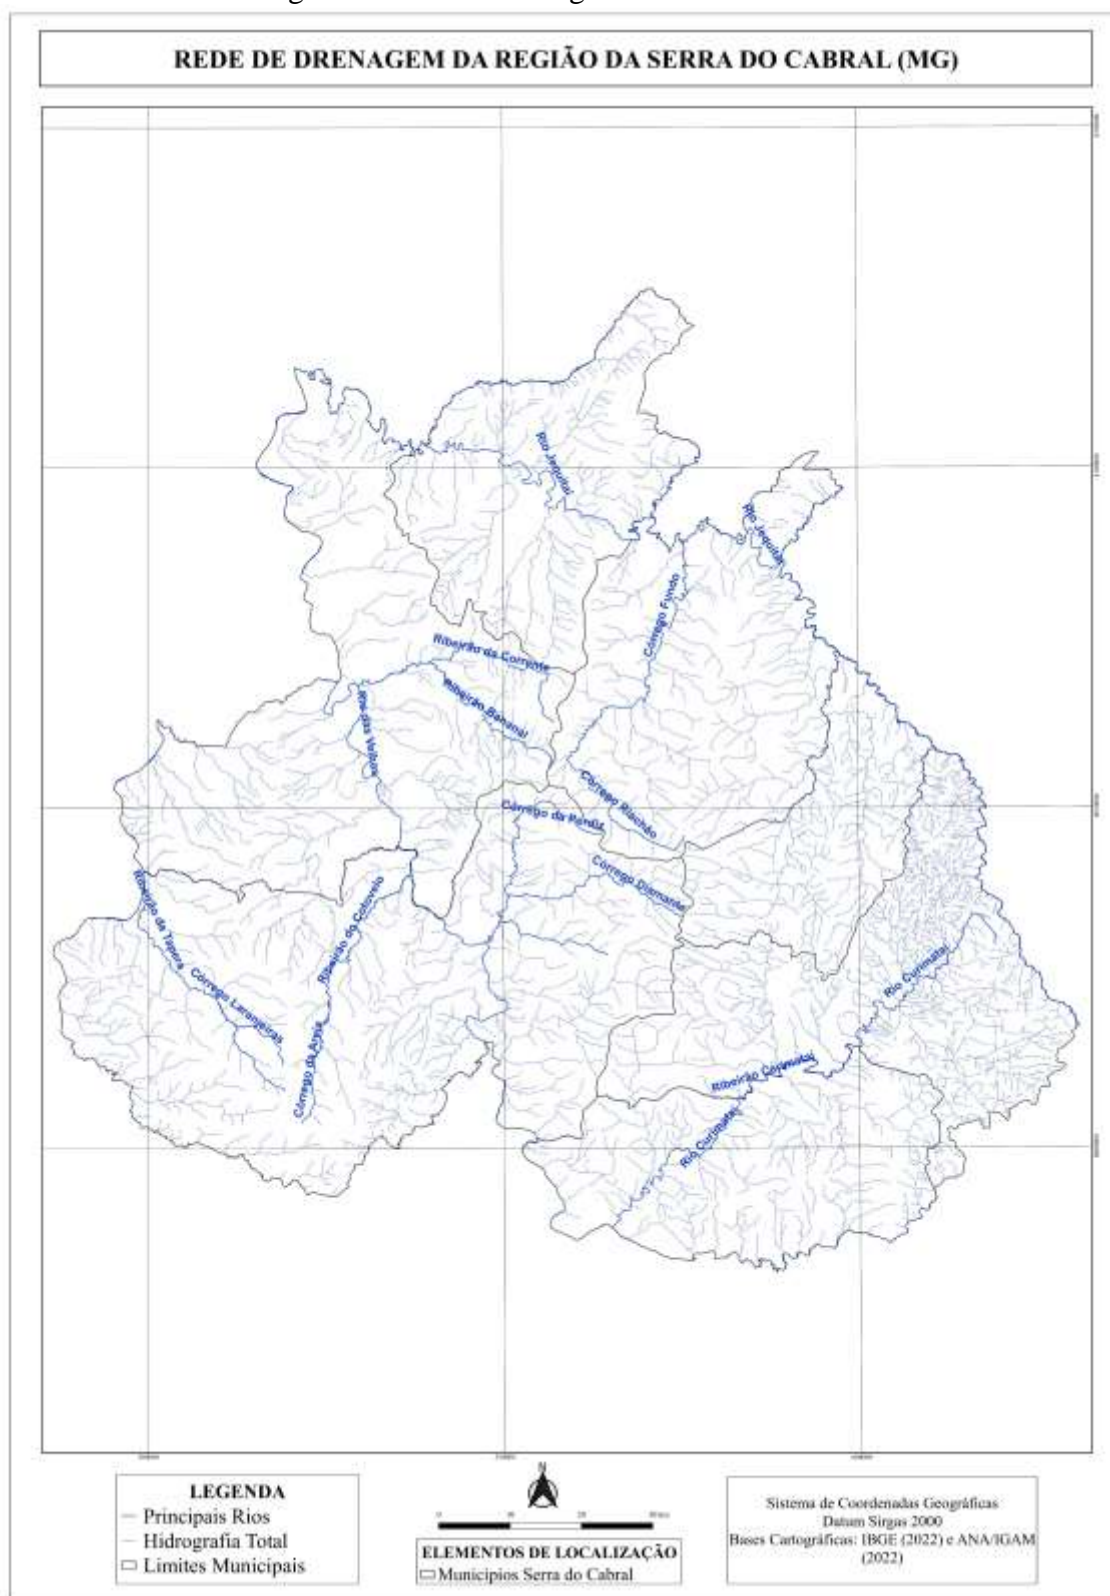 REDE DE DRENAGEM DA REGIÃO DA SERRA DO CABRAL (MG)
Rio Jequitaí
Rio Jequitaí
Córrego Fundo
Ribeirão da Corrente
Ribeirão Bananal
Rio das Velhas
Córrego Riachão
Córrego da Pordia
Córrego Diamante
Ribeirão da Tapera
Ribeirão do Cotovelo
Córrego Laranjeiras
Córrego da Areia
Rio Curimataí
Ribeirão Curimataí
Rio Curimataí
LEGENDA
Principais Rios
Hidrografia Total
Limites Municipais
N
ELEMENTOS DE LOCALIZAÇÃO
Municípios Serra do Cabral
Sistema de Coordenadas Geográficas
Datum Sirgas 2000
Bases Cartográficas: IBGE (2022) e ANA/IGAM
(2022)